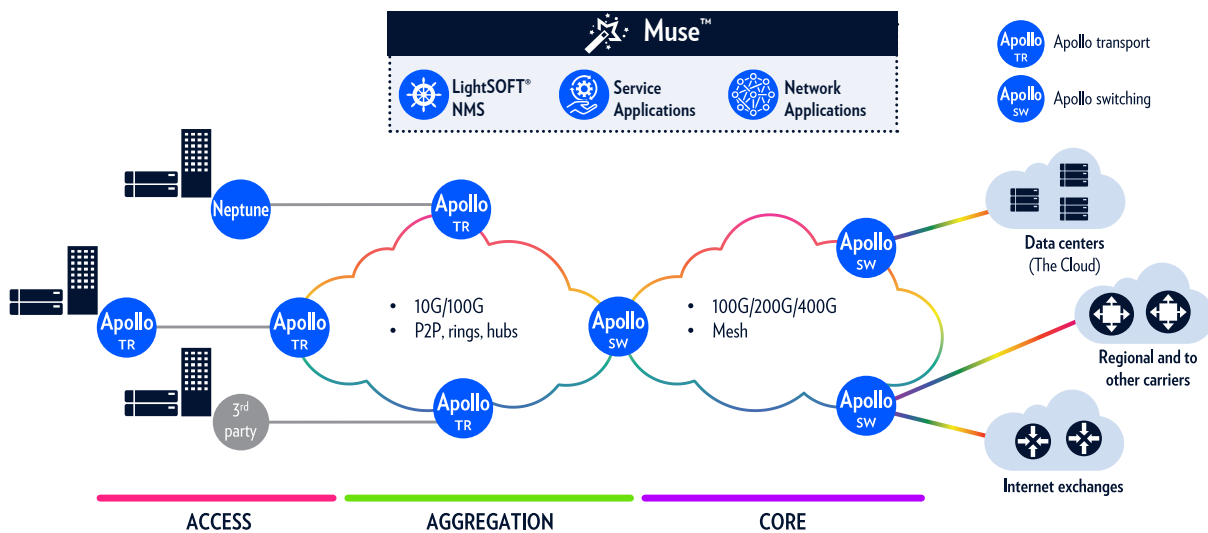 Muse™
LightSOFT®
NMS
Service
Applications
Network
Applications
Apollo
TR
Apollo transport
Apollo
SW
Apollo switching
Neptune
Apollo
TR
Apollo
TR
Apollo
TR
3rd
party
Apollo
TR
• 10G/100G
• P2P, rings, hubs
Apollo
SW
• 100G/200G/400G
• Mesh
Apollo
SW
Apollo
SW
Data centers
(The Cloud)
Regional and to
other carriers
Internet exchanges
ACCESS
AGGREGATION
CORE